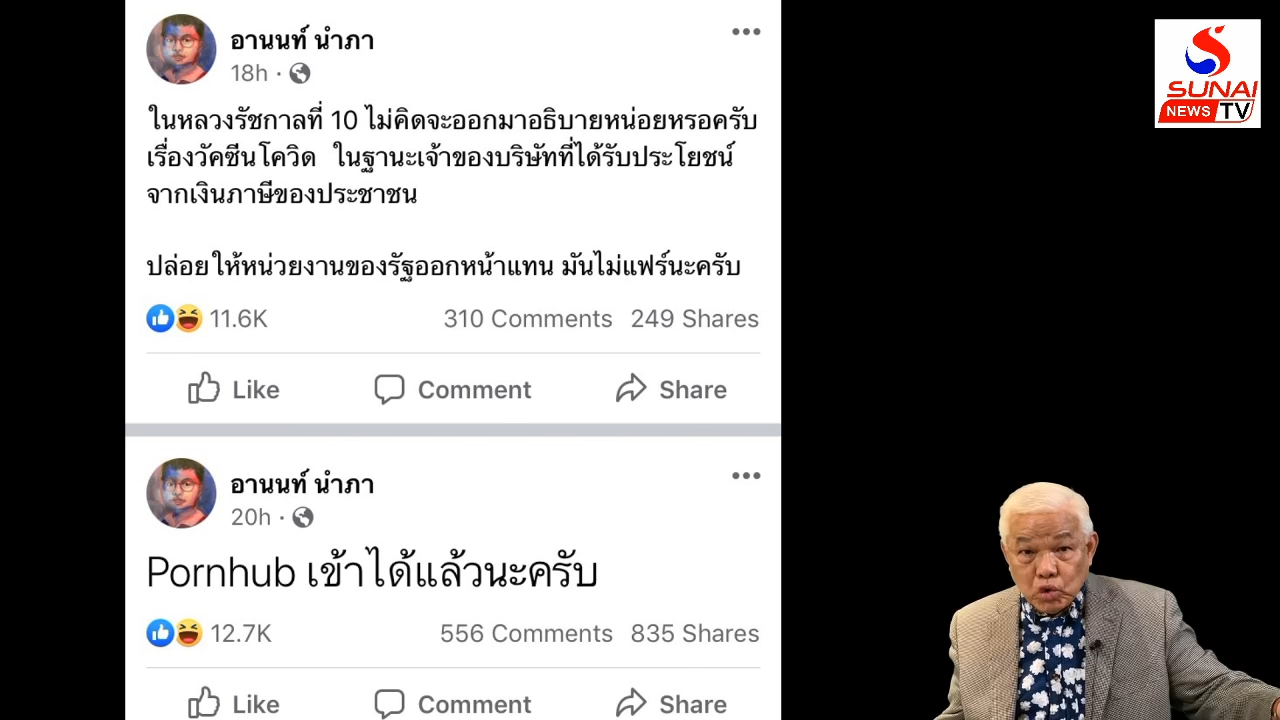 อานนท์ นำภา
18h ·
ในหลวงรัชกาลที่ 10 ไม่คิดจะออกมาอธิบายหน่อยหรอครับ
เรื่องวัคซีนโควิด ในฐานะเจ้าของบริษัทที่ได้รับประโยชน์
จากเงินภาษีของประชาชน
ปล่อยให้หน่วยงานของรัฐออกหน้าแทน มันไม่แฟร์นะครับ
11.6K 310 Comments 249 Shares
Like Comment Share
อานนท์ นำภา
20h ·
Pornhub เข้าได้แล้วนะครับ
12.7K 556 Comments 835 Shares
Like Comment Share
SUNAI
NEWS TV